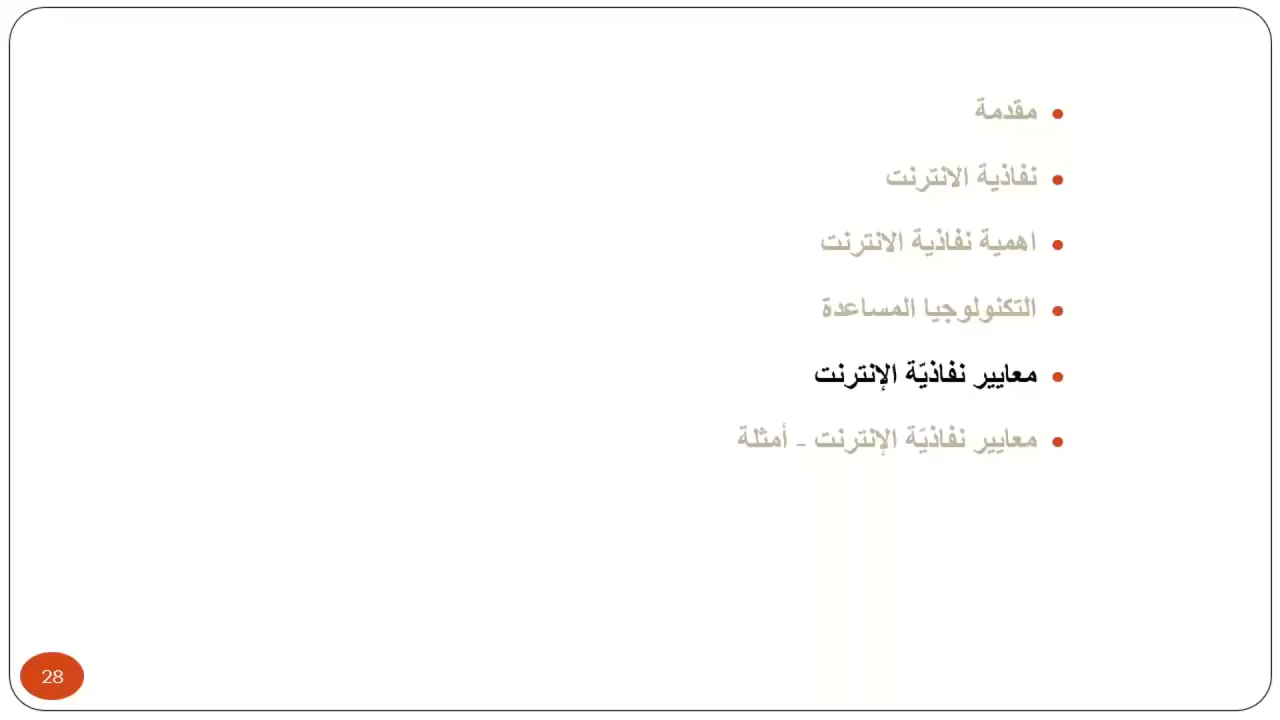 مقدمة
نفاذية الانترنت
اهمية نفاذية الانترنت
التكنولوجيا المساعدة
معايير نفاذيّة الإنترنت
معايير نفاذيّة الإنترنت - أمثلة
28